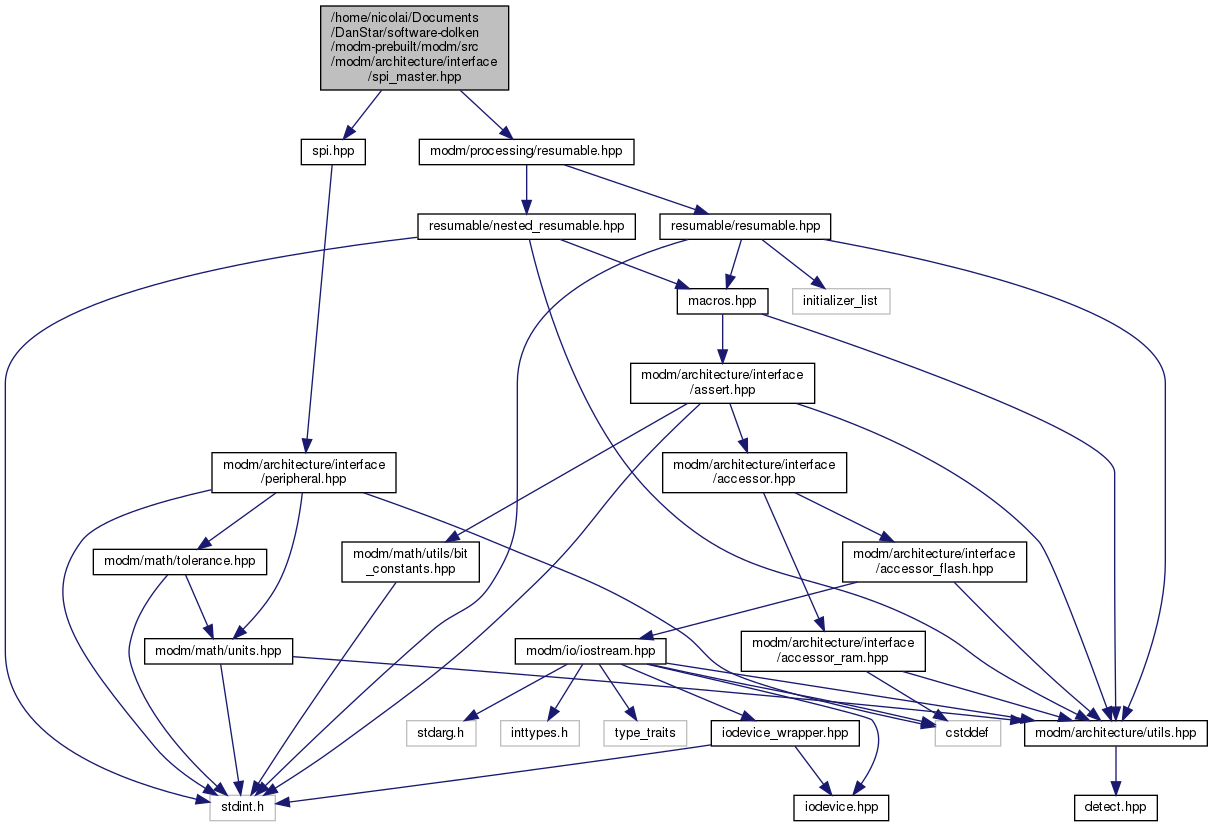 /home/nicolai/Documents
/DanStar/software-dolken
/modm-prebuilt/modm/src
/modm/architecture/interface
/spi_master.hpp
spi.hpp
modm/processing/resumable.hpp
resumable/nested_resumable.hpp
resumable/resumable.hpp
macros.hpp
initializer_list
modm/architecture/interface
/assert.hpp
modm/architecture/interface
/peripheral.hpp
modm/architecture/interface
/accessor.hpp
modm/math/tolerance.hpp
modm/math/utils/bit
_constants.hpp
modm/architecture/interface
/accessor_flash.hpp
modm/math/units.hpp
modm/io/iostream.hpp
modm/architecture/interface
/accessor_ram.hpp
stdarg.h
inttypes.h
type_traits
iodevice_wrapper.hpp
cstddef
modm/architecture/utils.hpp
stdint.h
iodevice.hpp
detect.hpp